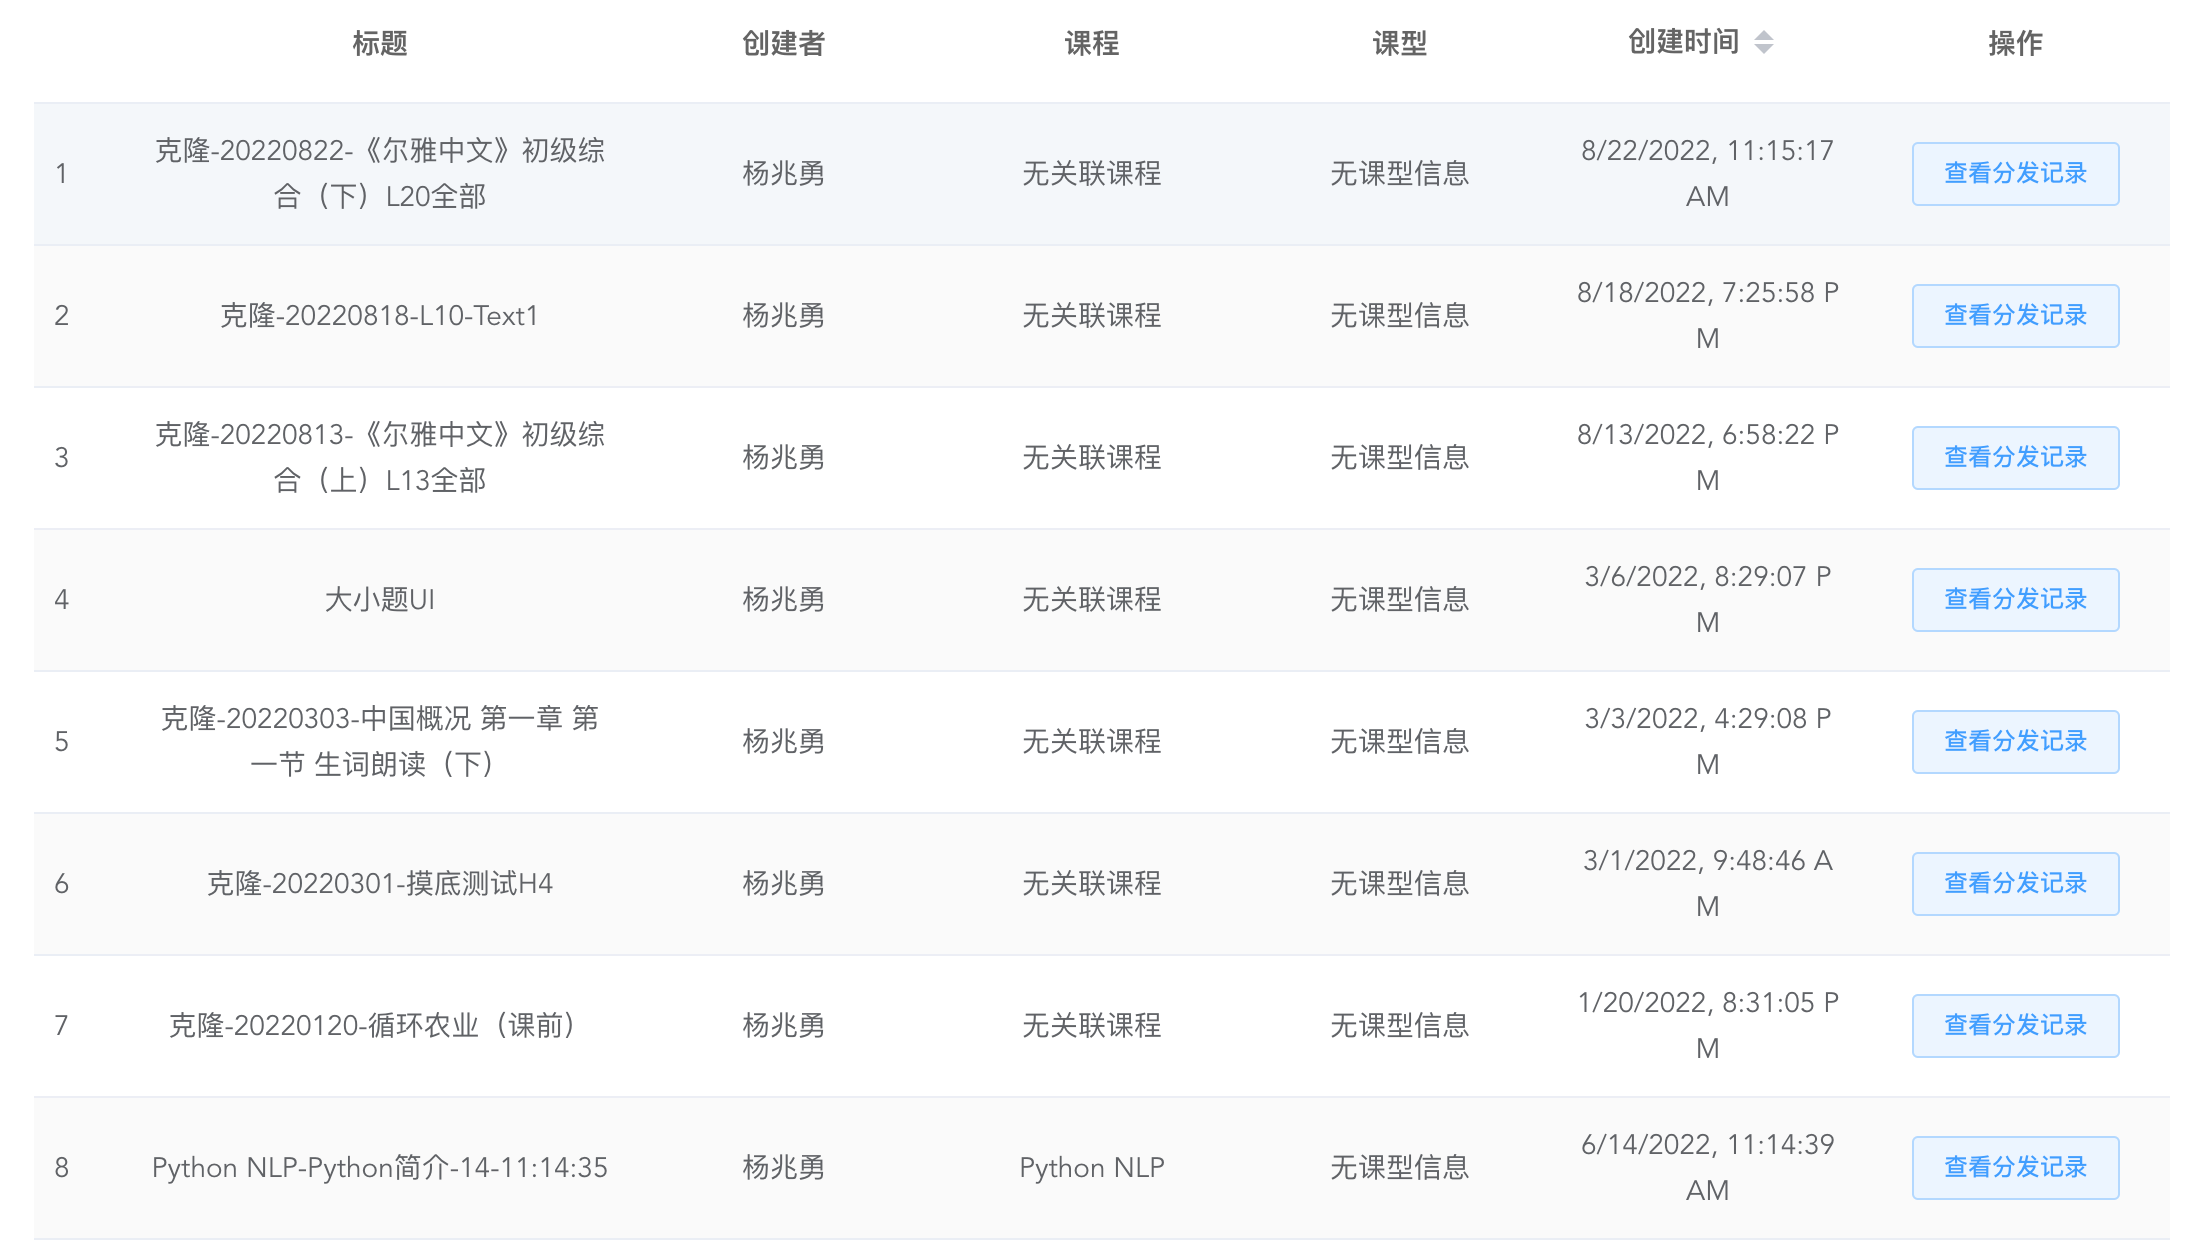 标题 创建者 课程 课型 创建时间 操作
1 克隆-20220822-《尔雅中文》初级综 杨兆勇 无关联课程 无课型信息 8/22/2022, 11:15:17 查看分发记录
合（下）L20全部 AM
2 克隆-20220818-L10-Text1 杨兆勇 无关联课程 无课型信息 8/18/2022, 7:25:58 P 查看分发记录
M
3 克隆-20220813-《尔雅中文》初级综 杨兆勇 无关联课程 无课型信息 8/13/2022, 6:58:22 P 查看分发记录
合（上）L13全部 M
4 大小题UI 杨兆勇 无关联课程 无课型信息 3/6/2022, 8:29:07 P 查看分发记录
M
5 克隆-20220303-中国概况 第一章 第 杨兆勇 无关联课程 无课型信息 3/3/2022, 4:29:08 P 查看分发记录
一节 生词朗读（下） M
6 克隆-20220301-摸底测试H4 杨兆勇 无关联课程 无课型信息 3/1/2022, 9:48:46 A 查看分发记录
M
7 克隆-20220120-循环农业（课前） 杨兆勇 无关联课程 无课型信息 1/20/2022, 8:31:05 P 查看分发记录
M
8 Python NLP-Python简介-14-11:14:35 杨兆勇 Python NLP 无课型信息 6/14/2022, 11:14:39 查看分发记录
AM